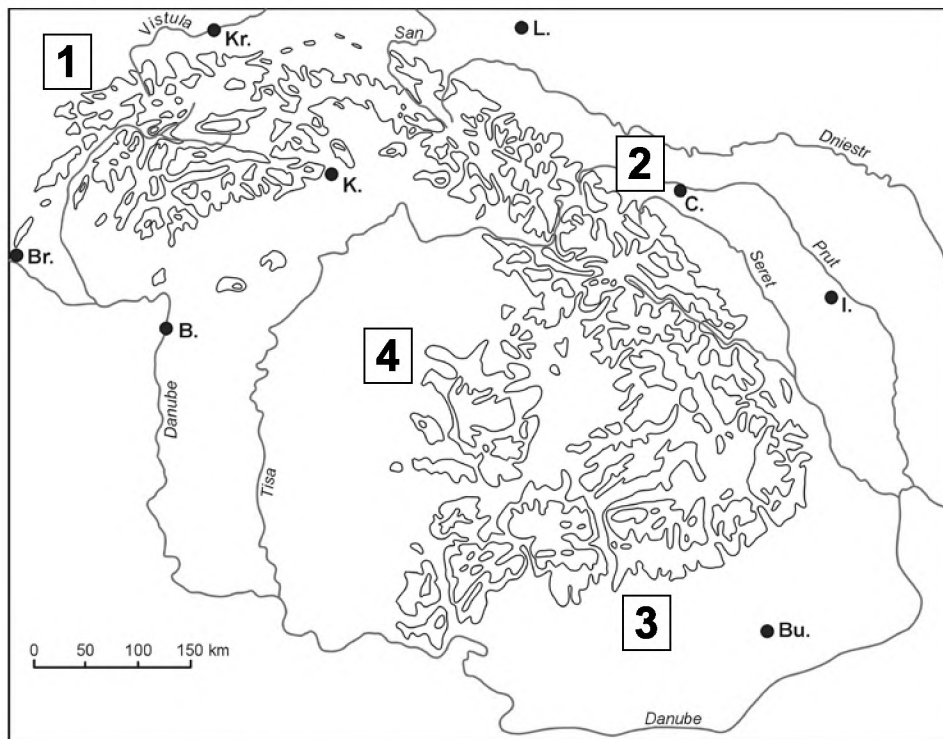 Vistula
Kr.
San
L.
1
Dniestr
2
K.
C.
Br.
Seret
Prut
I.
B.
4
Danube
Tisa
3
Bu.
0 50 100 150 km
Danube